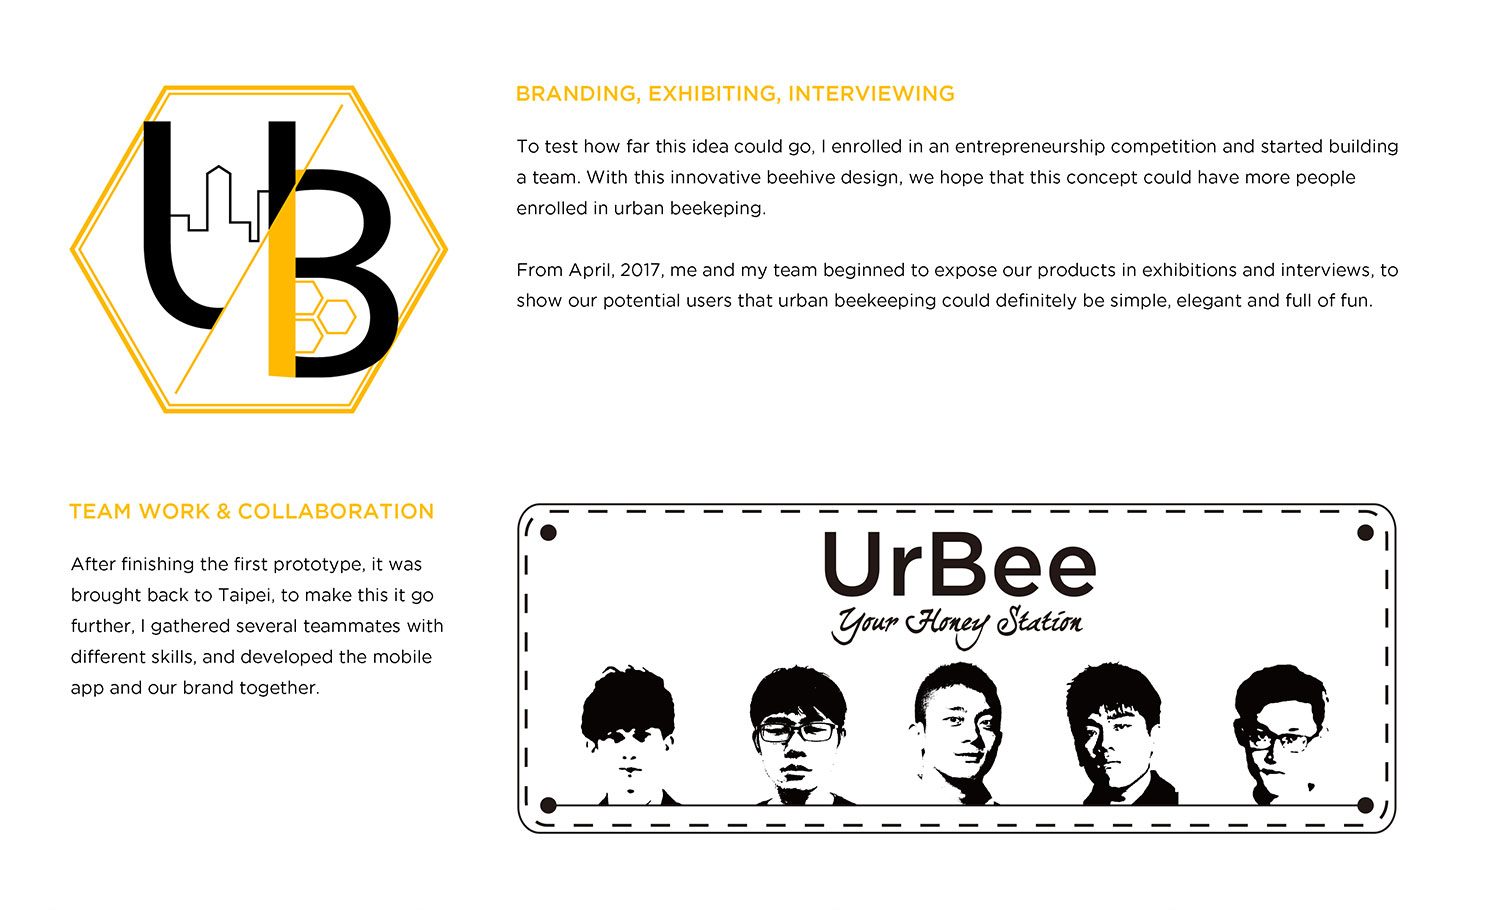 UB
BRANDING, EXHIBITING, INTERVIEWING
To test how far this idea could go, I enrolled in an entrepreneurship competition and started building
a team. With this innovative beehive design, we hope that this concept could have more people
enrolled in urban beekeping.
From April, 2017, me and my team beginned to expose our products in exhibitions and interviews, to
show our potential users that urban beekeeping could definitely be simple, elegant and full of fun.
TEAM WORK & COLLABORATION
After finishing the first prototype, it was
brought back to Taipei, to make this it go
further, I gathered several teammates with
different skills, and developed the mobile
app and our brand together.
UrBee
Your Honey Station